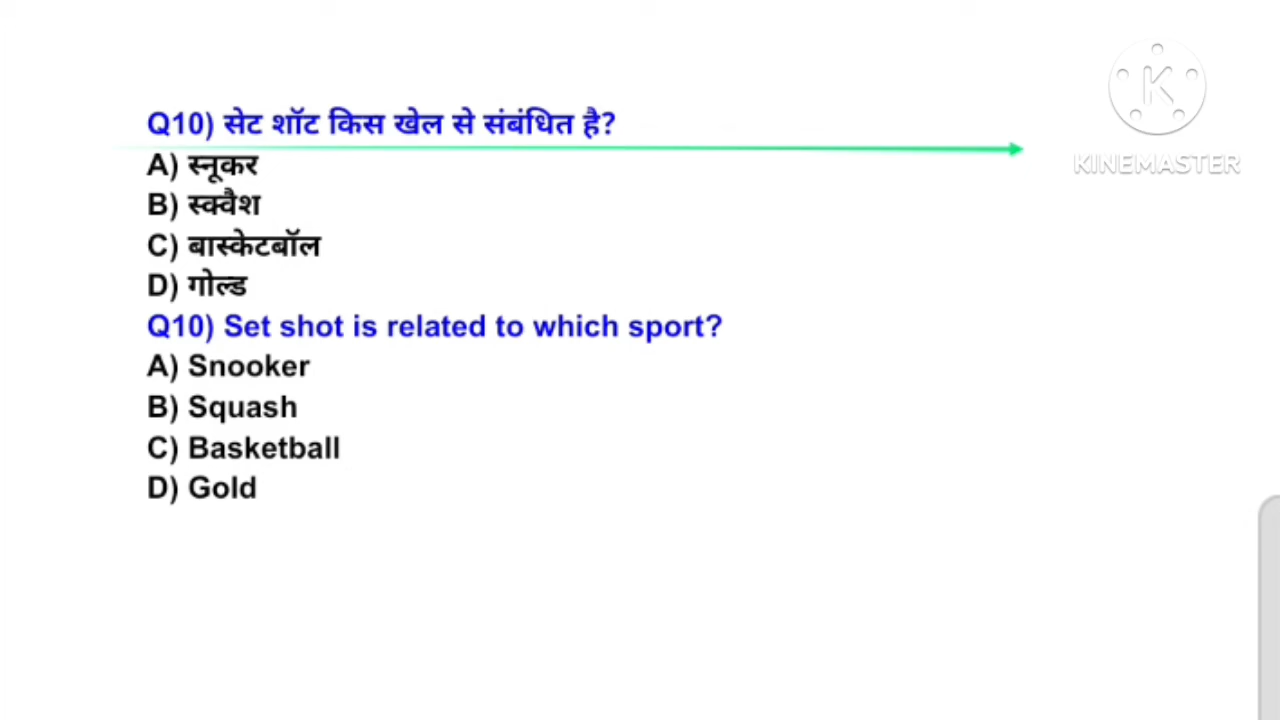 Q10) सेट शॉट किस खेल से संबंधित है?
A) स्नूकर
B) स्क्वैश
C) बास्केटबॉल
D) गोल्ड
Q10) Set shot is related to which sport?
A) Snooker
B) Squash
C) Basketball
D) Gold
K
KINEMASTER